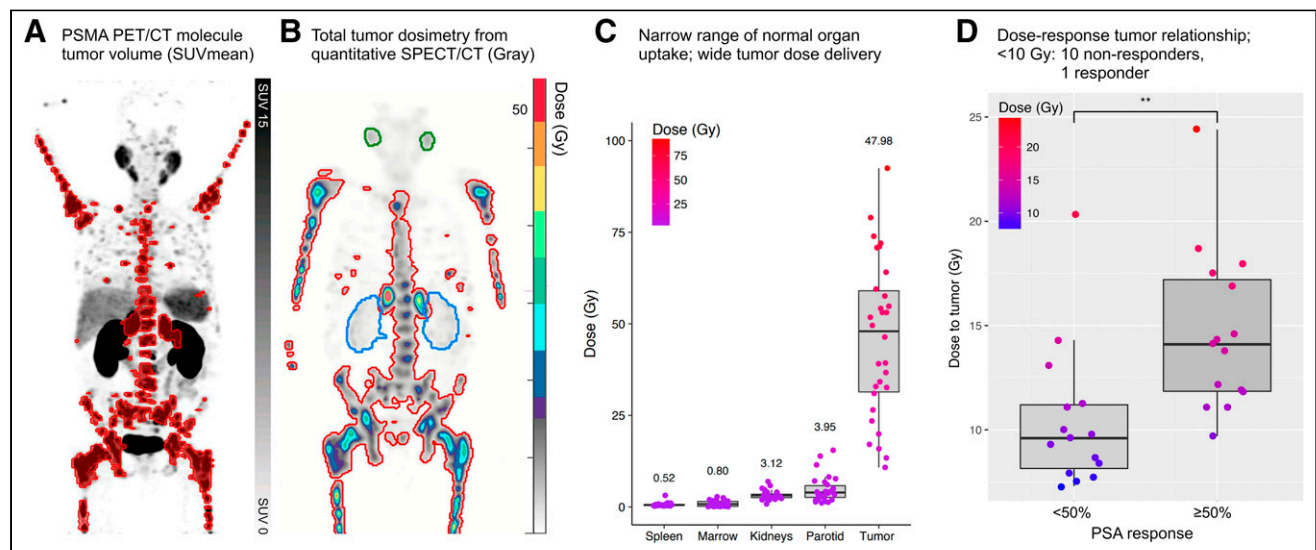 A PSMA PET/CT molecule
tumor volume (SUVmean)
SUV 15
SUV 0
B Total tumor dosimetry from
quantitative SPECT/CT (Gray)
50
Dose (Gy)
C Narrow range of normal organ
uptake; wide tumor dose delivery
Dose (Gy)
75
50
25
100
75
50
25
0
Dose (Gy)
0.52
0.80
3.12
3.95
47.98
Spleen Marrow Kidneys Parotid Tumor
D Dose-response tumor relationship;
<10 Gy: 10 non-responders,
1 responder
Dose (Gy)
20
15
10
**
25
20
15
10
Dose to tumor (Gy)
<50% ≥50%
PSA response